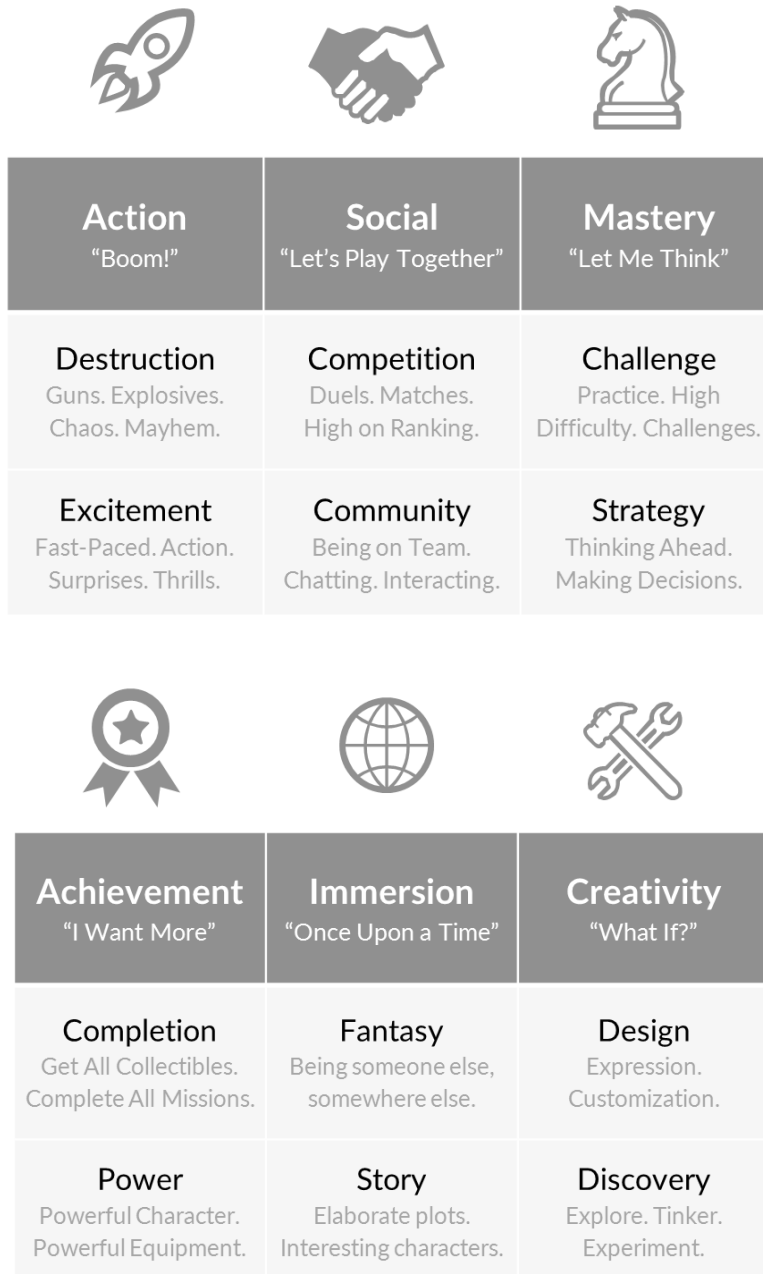 Action
“Boom!”
Social
“Let’s Play Together”
Mastery
“Let Me Think”
Destruction
Guns. Explosives.
Chaos. Mayhem.
Competition
Duels. Matches.
High on Ranking.
Challenge
Practice. High
Difficulty. Challenges.
Excitement
Fast-Paced. Action.
Surprises. Thrills.
Community
Being on Team.
Chatting. Interacting.
Strategy
Thinking Ahead.
Making Decisions.
Achievement
“I Want More”
Immersion
“Once Upon a Time”
Creativity
“What If?”
Completion
Get All Collectibles.
Complete All Missions.
Fantasy
Being someone else,
somewhere else.
Design
Expression.
Customization.
Power
Powerful Character.
Powerful Equipment.
Story
Elaborate plots.
Interesting characters.
Discovery
Explore. Tinker.
Experiment.